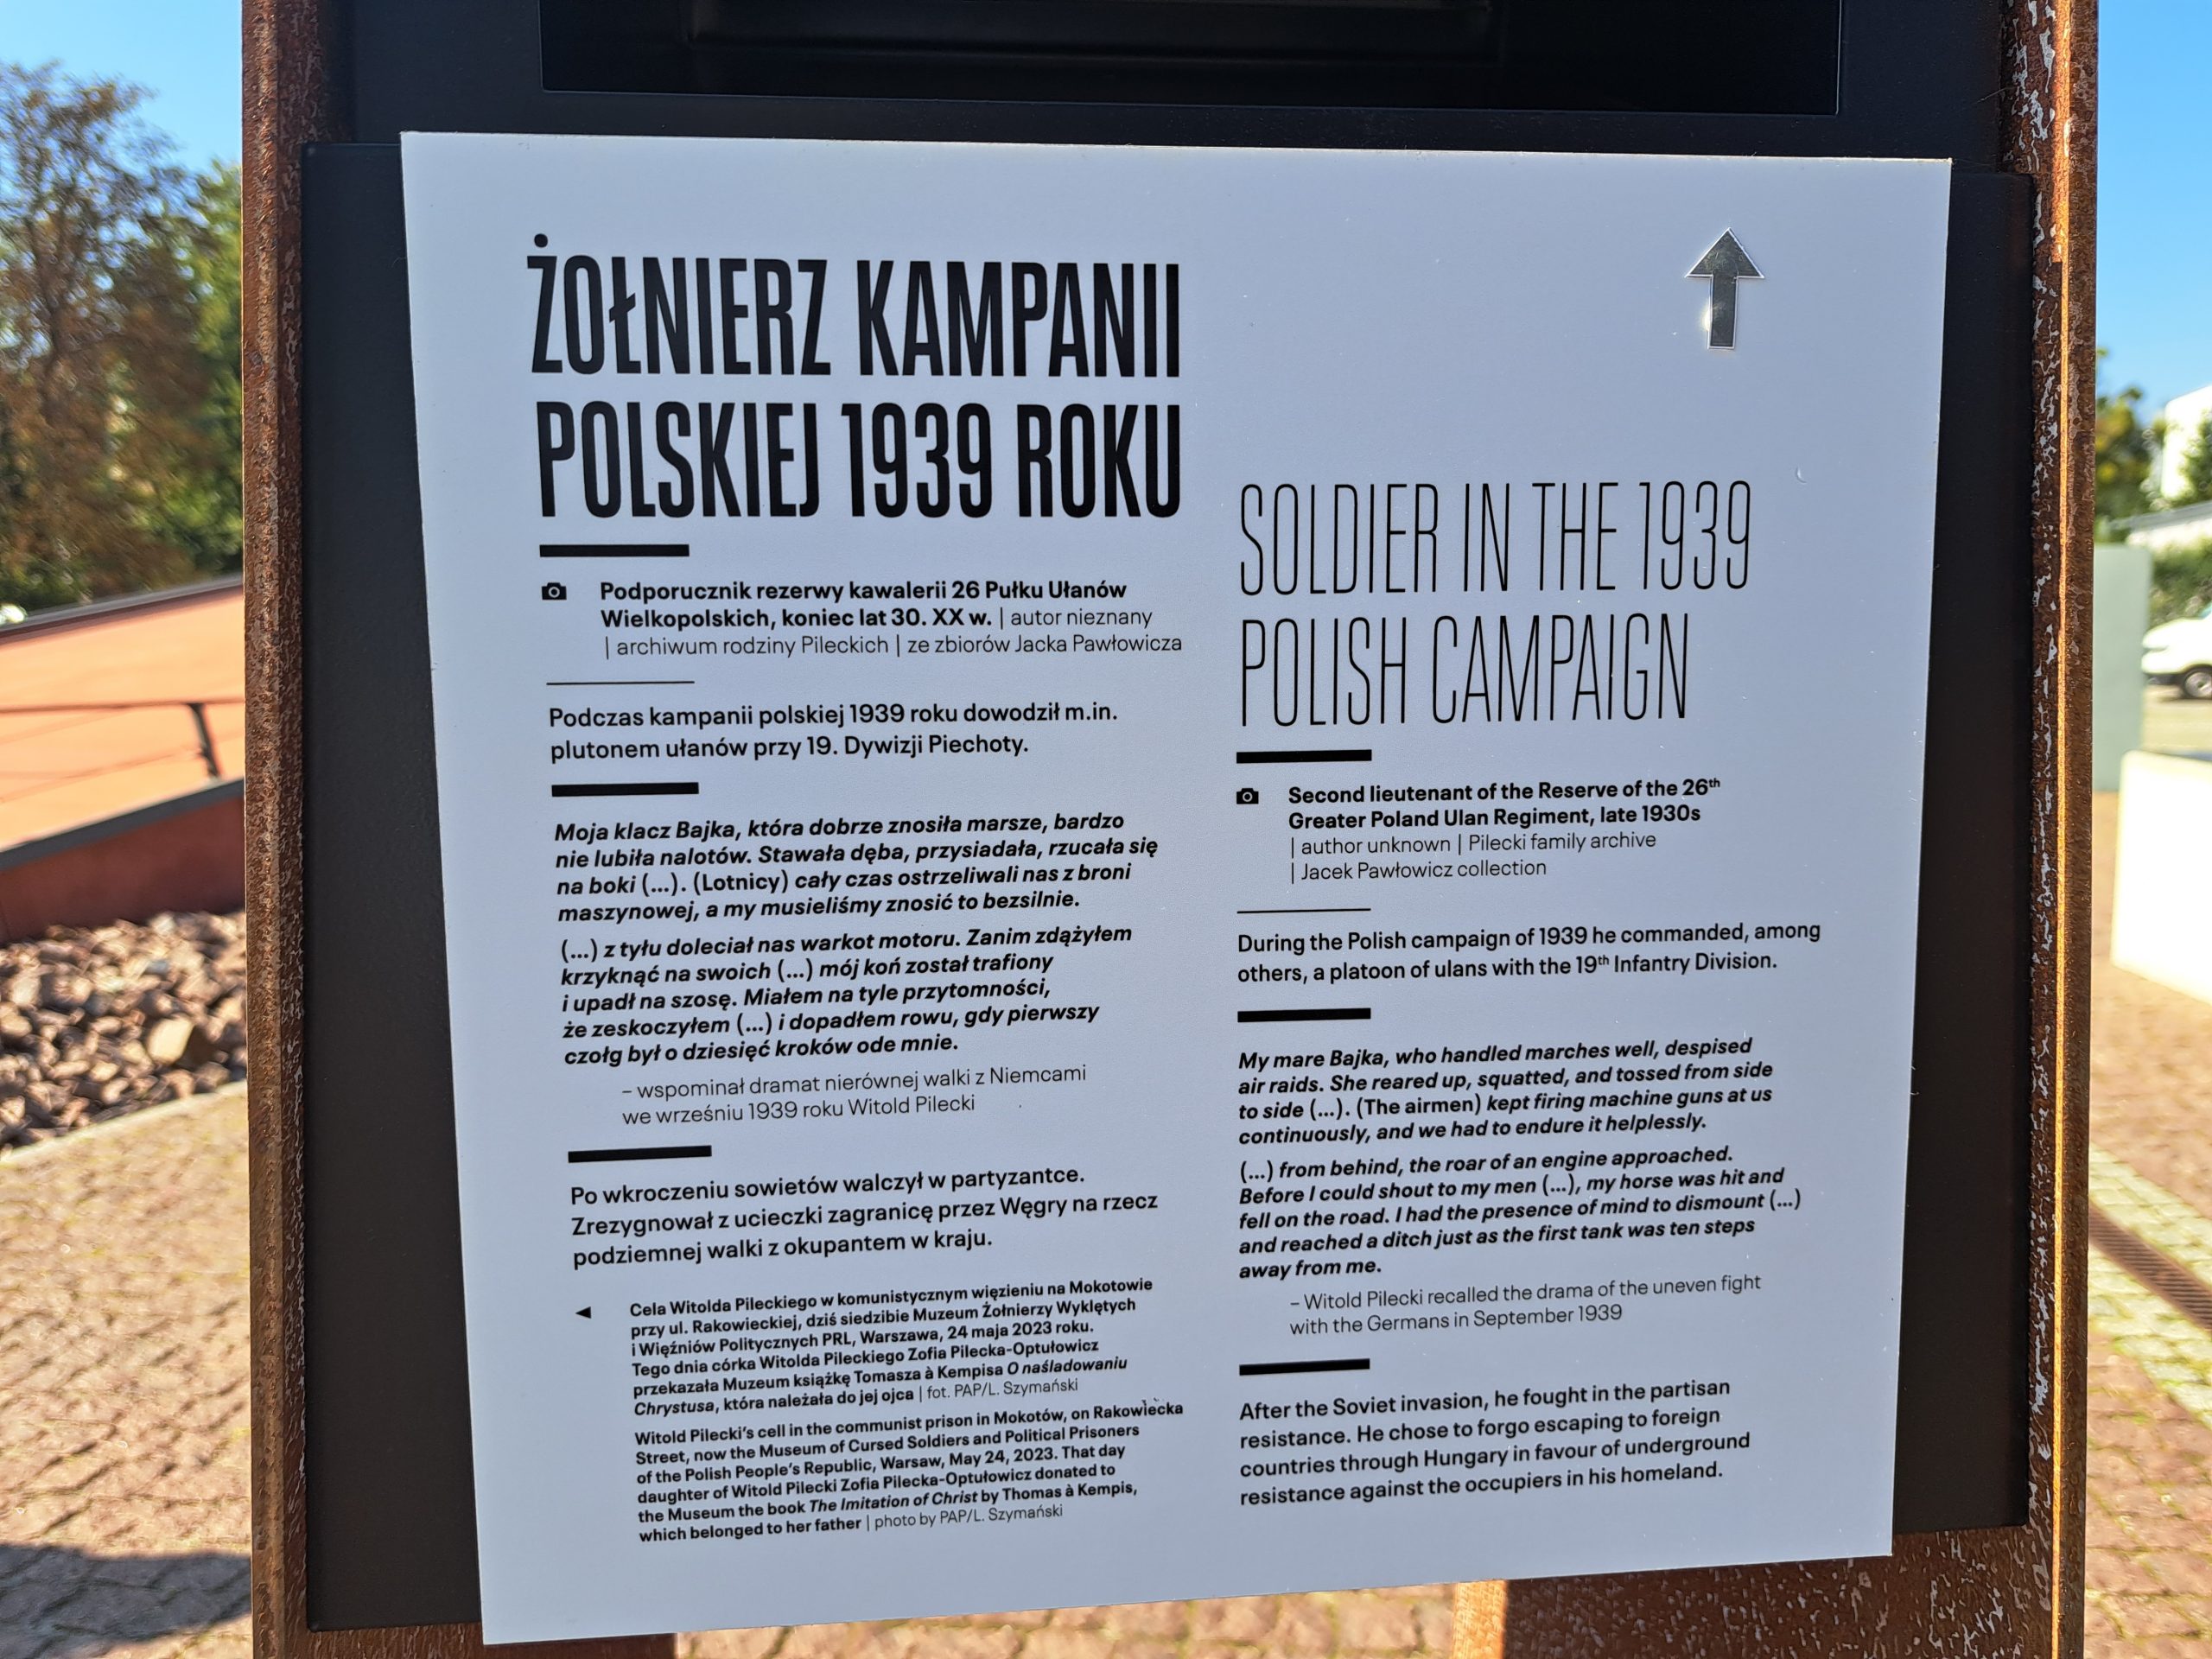 ŻOŁNIERZ KAMPANII
POLSKIEJ 1939 ROKU
Podporucznik rezerwy kawalerii 26 Pułku Ułanów
Wielkopolskich, koniec lat 30. XX w. | autor nieznany
| archiwum rodziny Pileckich | ze zbiorów Jacka Pawłowicza
Podczas kampanii polskiej 1939 roku dowodził m.in.
plutonem ułanów przy 19. Dywizji Piechoty.
Moja klacz Bajka, która dobrze znosiła marsze, bardzo
nie lubiła nalotów. Stawała dęba, przysiadała, rzucała się
na boki (...). (Lotnicy) cały czas ostrzeliwali nas z broni
maszynowej, a my musieliśmy znosić to bezsilnie.
(...) z tyłu doleciał nas warkot motoru. Zanim zdążyłem
krzyknąć na swoich (...) mój koń został trafiony
i upadł na szosę. Miałem na tyle przytomności,
że zeskoczyłem (...) i dopadłem rowu, gdy pierwszy
czołg był o dziesięć kroków ode mnie.
– wspominał dramat nierównej walki z Niemcami
we wrześniu 1939 roku Witold Pilecki
Po wkroczeniu sowietów walczył w partyzantce.
Zrezygnował z ucieczki zagranicę przez Węgry na rzecz
podziemnej walki z okupantem w kraju.
Cela Witolda Pileckiego w komunistycznym więzieniu na Mokotowie
przy ul. Rakowieckiej, dziś siedzibie Muzeum Żołnierzy Wyklętych
i Więźniów Politycznych PRL, Warszawa, 24 maja 2023 roku.
Tego dnia córka Witolda Pileckiego Zofia Pilecka-Optułowicz
przekazała Muzeum książkę Tomasza à Kempisa O naśladowaniu
Chrystusa, która należała do jej ojca | fot. PAP/L. Szymański
Witold Pilecki's cell in the communist prison in Mokotów, on Rakowiecka
Street, now the Museum of Cursed Soldiers and Political Prisoners
of the Polish People's Republic, Warsaw, May 24, 2023. That day
daughter of Witold Pilecki Zofia Pilecka-Optułowicz donated to
the Museum the book The Imitation of Christ by Thomas à Kempis,
which belonged to her father | photo by PAP/L. Szymański
SOLDIER IN THE 1939
POLISH CAMPAIGN
Second lieutenant of the Reserve of the 26th
Greater Poland Ulan Regiment, late 1930s
| author unknown | Pilecki family archive
| Jacek Pawłowicz collection
During the Polish campaign of 1939 he commanded, among
others, a platoon of ulans with the 19th Infantry Division.
My mare Bajka, who handled marches well, despised
air raids. She reared up, squatted, and tossed from side
to side (...). (The airmen) kept firing machine guns at us
continuously, and we had to endure it helplessly.
(...) from behind, the roar of an engine approached.
Before I could shout to my men (...), my horse was hit and
fell on the road. I had the presence of mind to dismount (...)
and reached a ditch just as the first tank was ten steps
away from me.
– Witold Pilecki recalled the drama of the uneven fight
with the Germans in September 1939
After the Soviet invasion, he fought in the partisan
resistance. He chose to forgo escaping to foreign
countries through Hungary in favour of underground
resistance against the occupiers in his homeland.